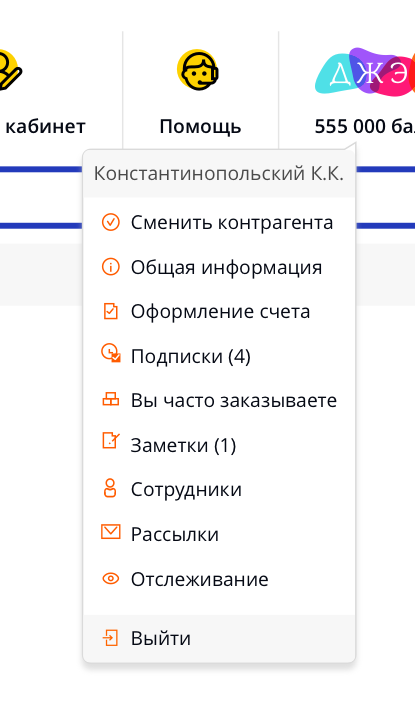 ДЖЭ
кабинет
Помощь
555 000 ба
Константинопольский К.К.
Сменить контрагента
Общая информация
Оформление счета
Подписки (4)
Вы часто заказываете
Заметки (1)
Сотрудники
Рассылки
Отслеживание
Выйти